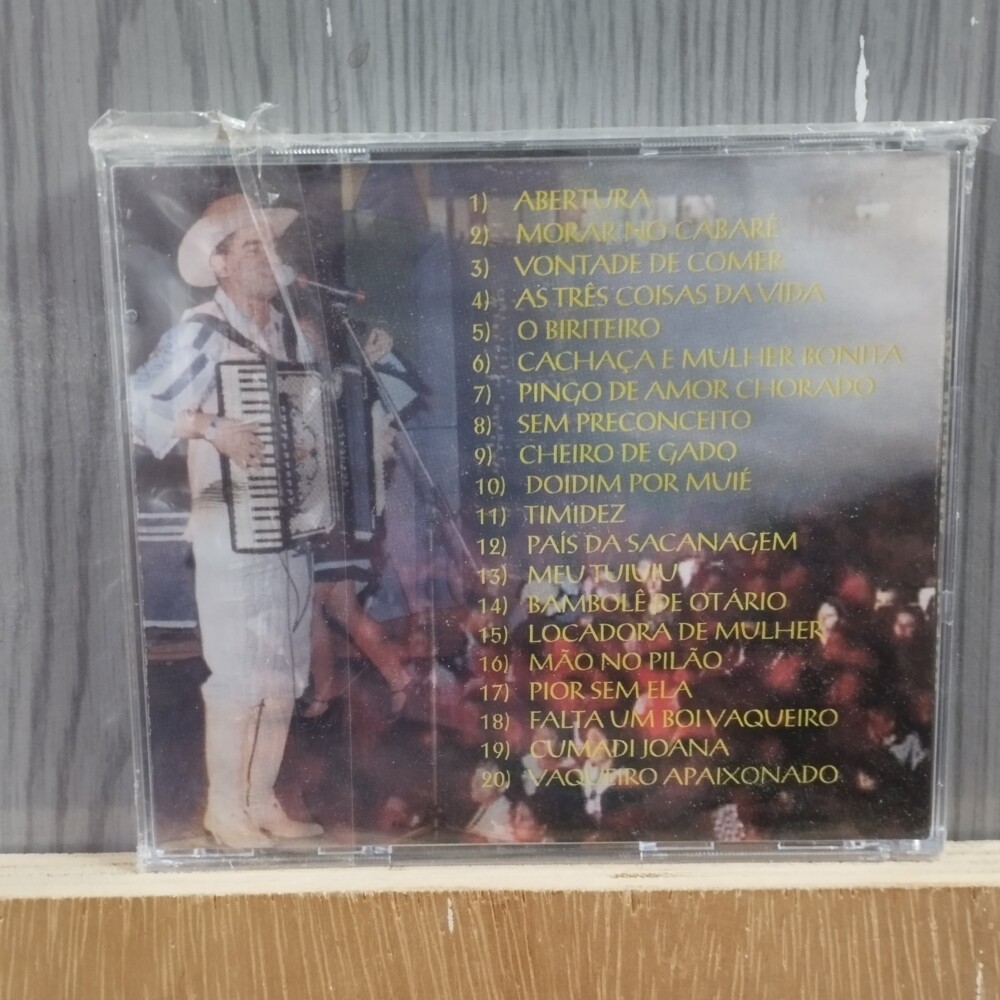 1) ABERTURA
2) MORAR NO CABARÉ
3) VONTADE DE COMER
4) AS TRÊS COISAS DA VIDA
5) O BIRITEIRO
6) CACHAÇA E MULHER BONITA
7) PINGO DE AMOR CHORADO
8) SEM PRECONCEITO
9) CHEIRO DE GADO
10) DOIDIM POR MUIÉ
11) TIMIDEZ
12) PAÍS DA SACANAGEM
13) MEU TUIUIU
14) BAMBOLÊ DE OTÁRIO
15) LOCADORA DE MULHER
16) MÃO NO PILÃO
17) PIOR SEM ELA
18) FALTA UM BOI VAQUEIRO
19) CUMADI JOANA
20) VAQUEIRO APAIXONADO